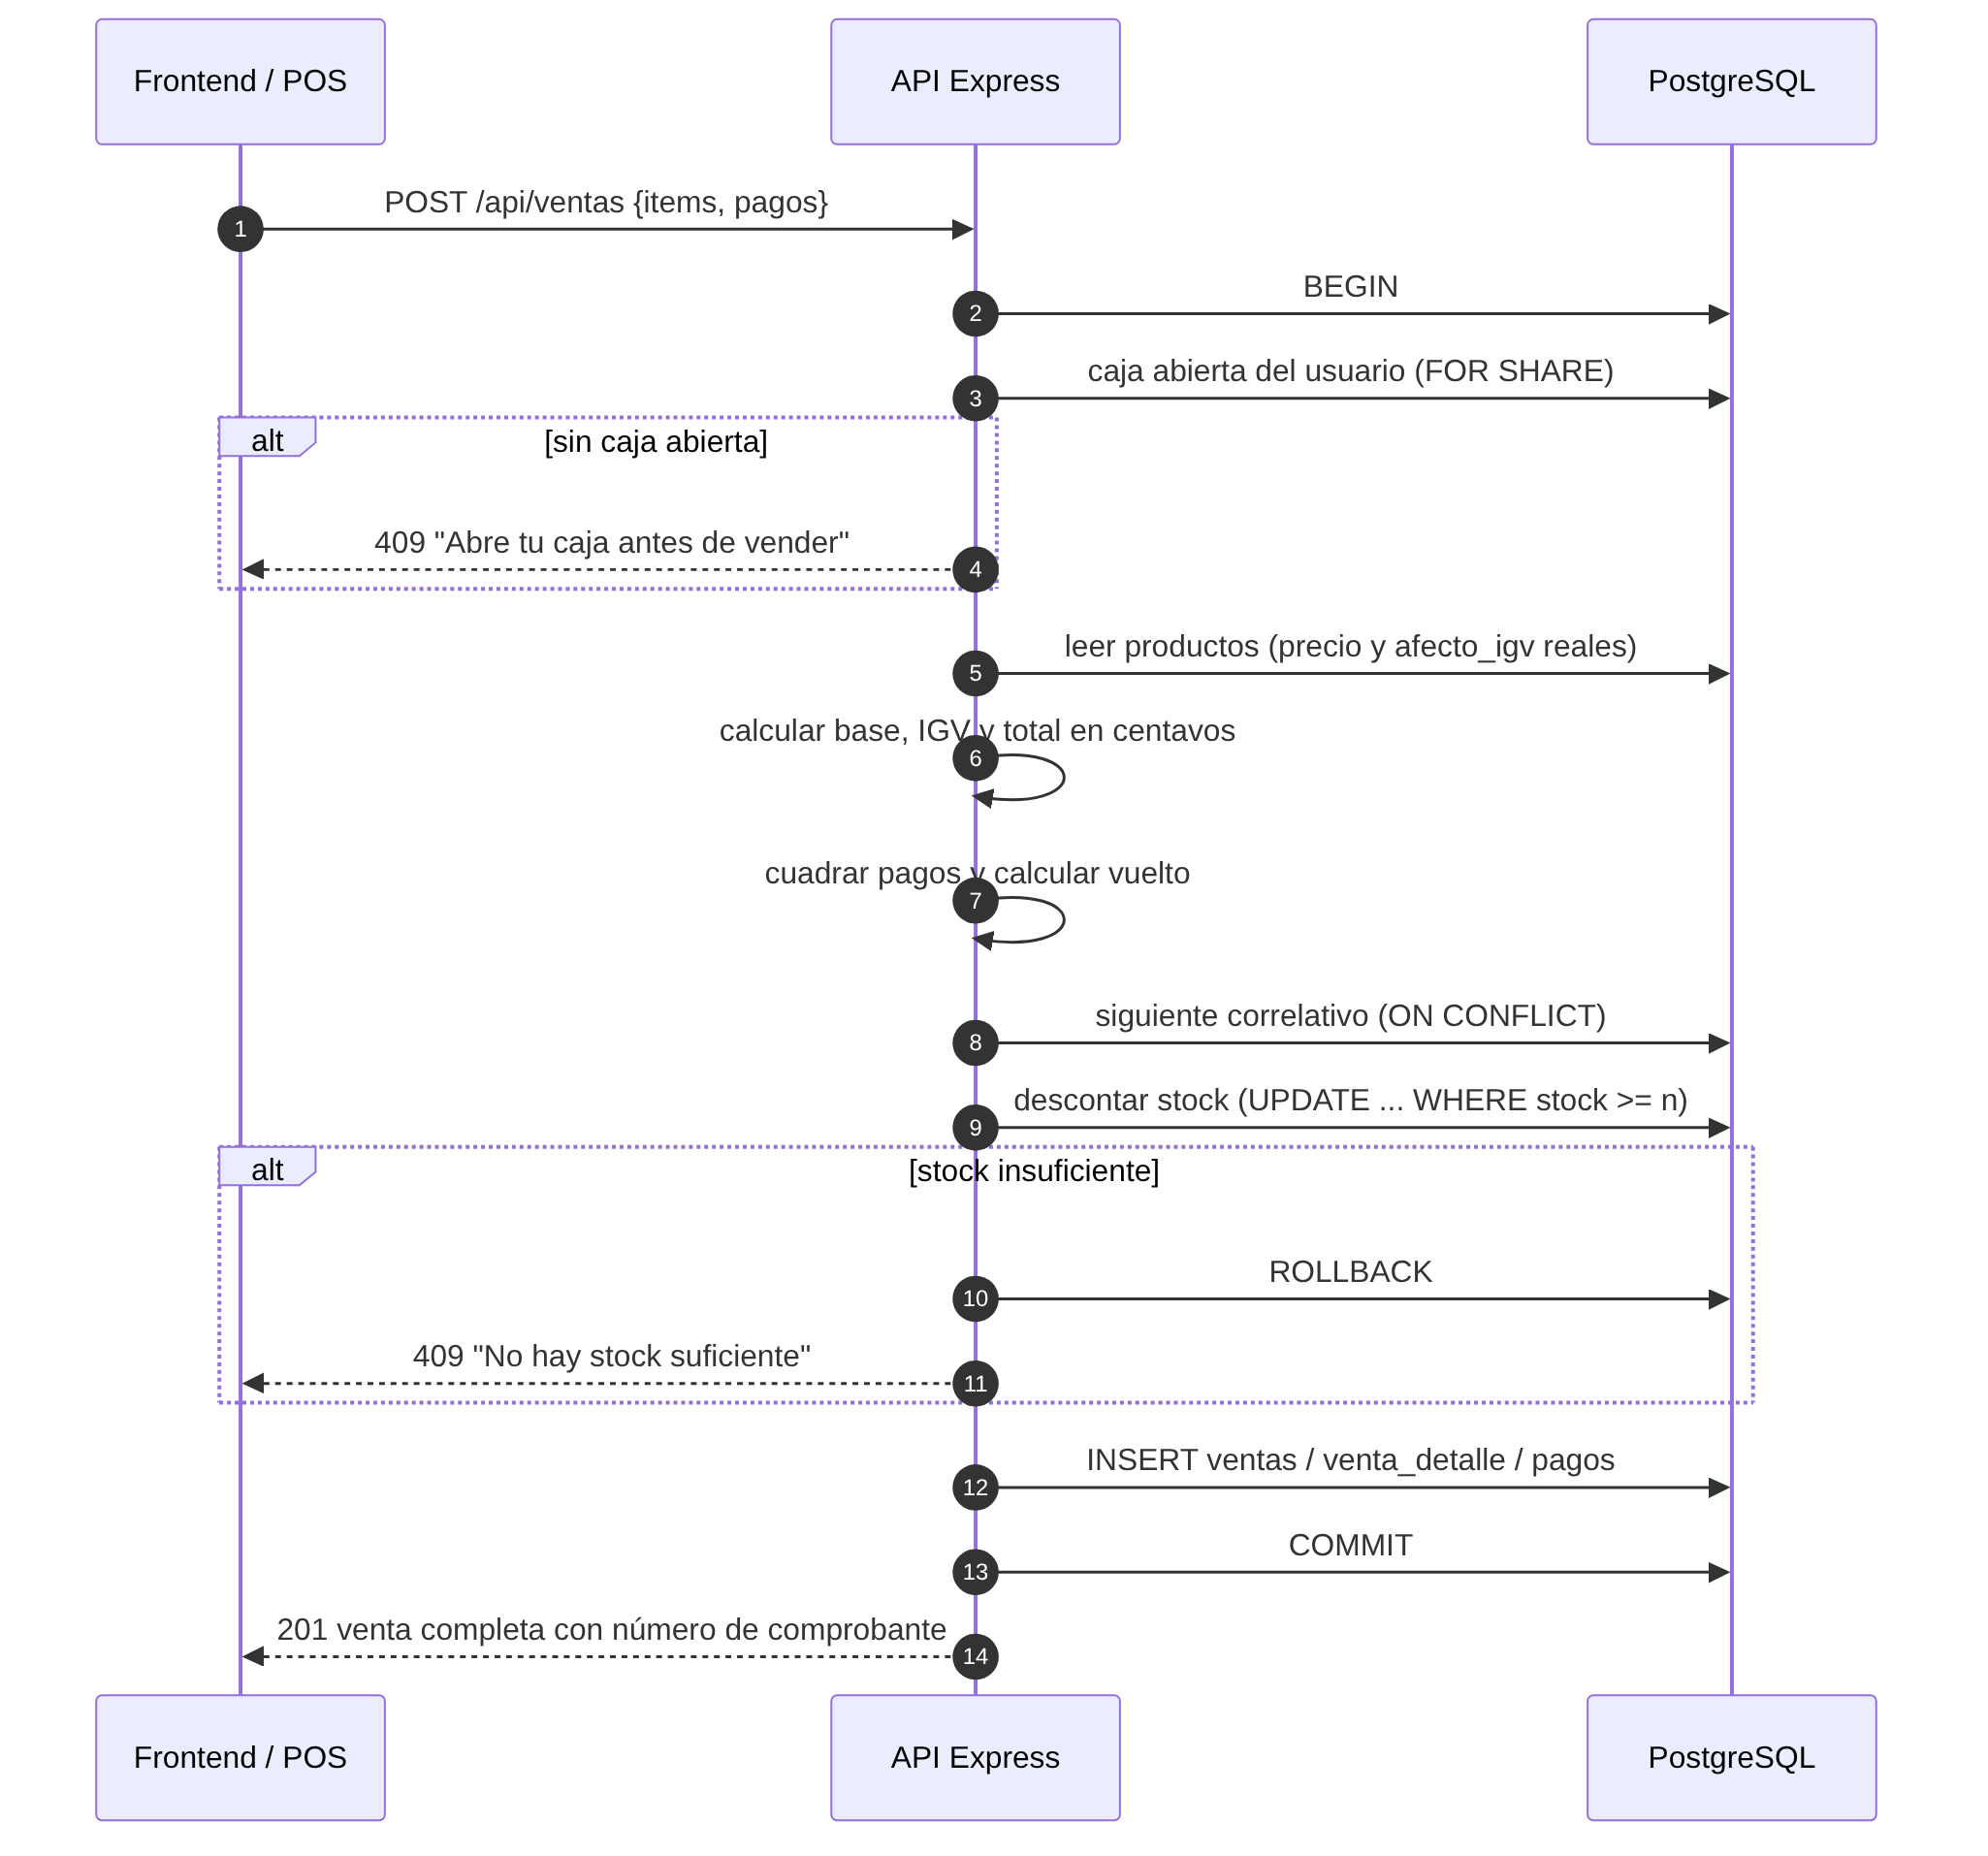 Frontend / POS
API Express
PostgreSQL
POST /api/ventas {items, pagos}
1
BEGIN
2
caja abierta del usuario (FOR SHARE)
3
alt
[sin caja abierta]
409 "Abre tu caja antes de vender"
4
leer productos (precio y afecto_igv reales)
5
calcular base, IGV y total en centavos
6
cuadrar pagos y calcular vuelto
7
siguiente correlativo (ON CONFLICT)
8
descontar stock (UPDATE ... WHERE stock >= n)
9
alt
[stock insuficiente]
ROLLBACK
10
409 "No hay stock suficiente"
11
INSERT ventas / venta_detalle / pagos
12
COMMIT
13
201 venta completa con número de comprobante
14
Frontend / POS
API Express
PostgreSQL